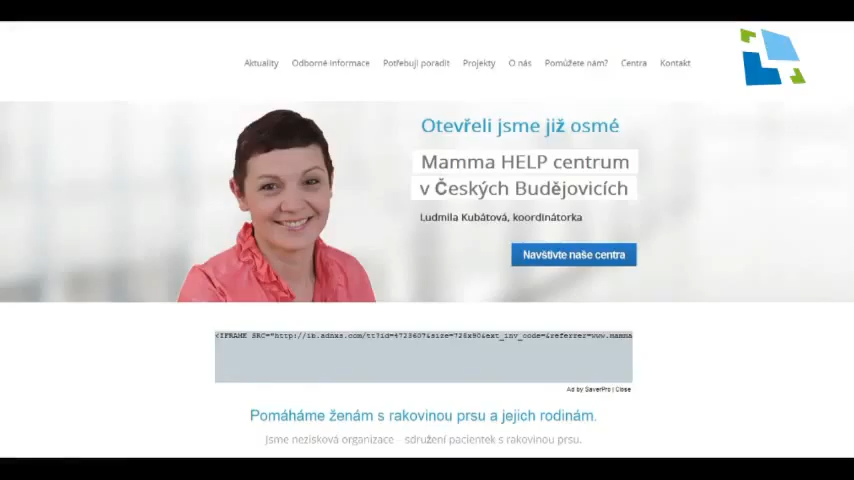 Aktuality Odborné informace Potřebuji poradit Projekty O nás Pomůžete nám? Centra Kontakt
Otevřeli jsme již osmé
Mamma HELP centrum
v Českých Budějovicích
Ludmila Kubátová, koordinátorka
Navštivte naše centra
<IFRAME SRC="http://ib.adnxs.com/tt?id=4723607&size=728x90&ext_inv_code=&referrer=www.mamma
Ad by SaverPro | Close
Pomáháme ženám s rakovinou prsu a jejich rodinám.
Jsme nezisková organizace – sdružení pacientek s rakovinou prsu.